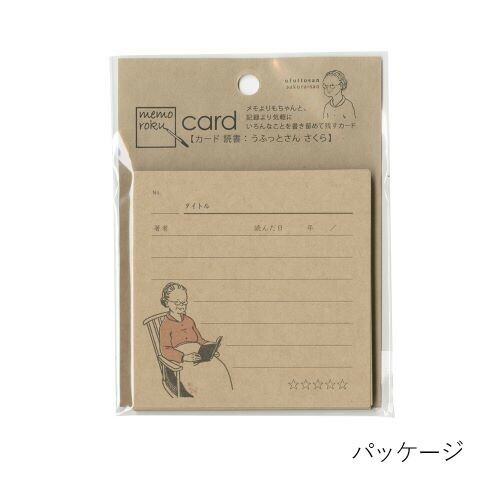 ufuftosan
sakuraisan
memo
roku
card
メモよりもちゃんと、
記録より気軽に
いろんなことを書き留めて残すカード
【カード 読書：うふっとさん さくら】
No.
タイトル
著者 読んだ日 年 /
☆☆☆☆☆
パッケージ